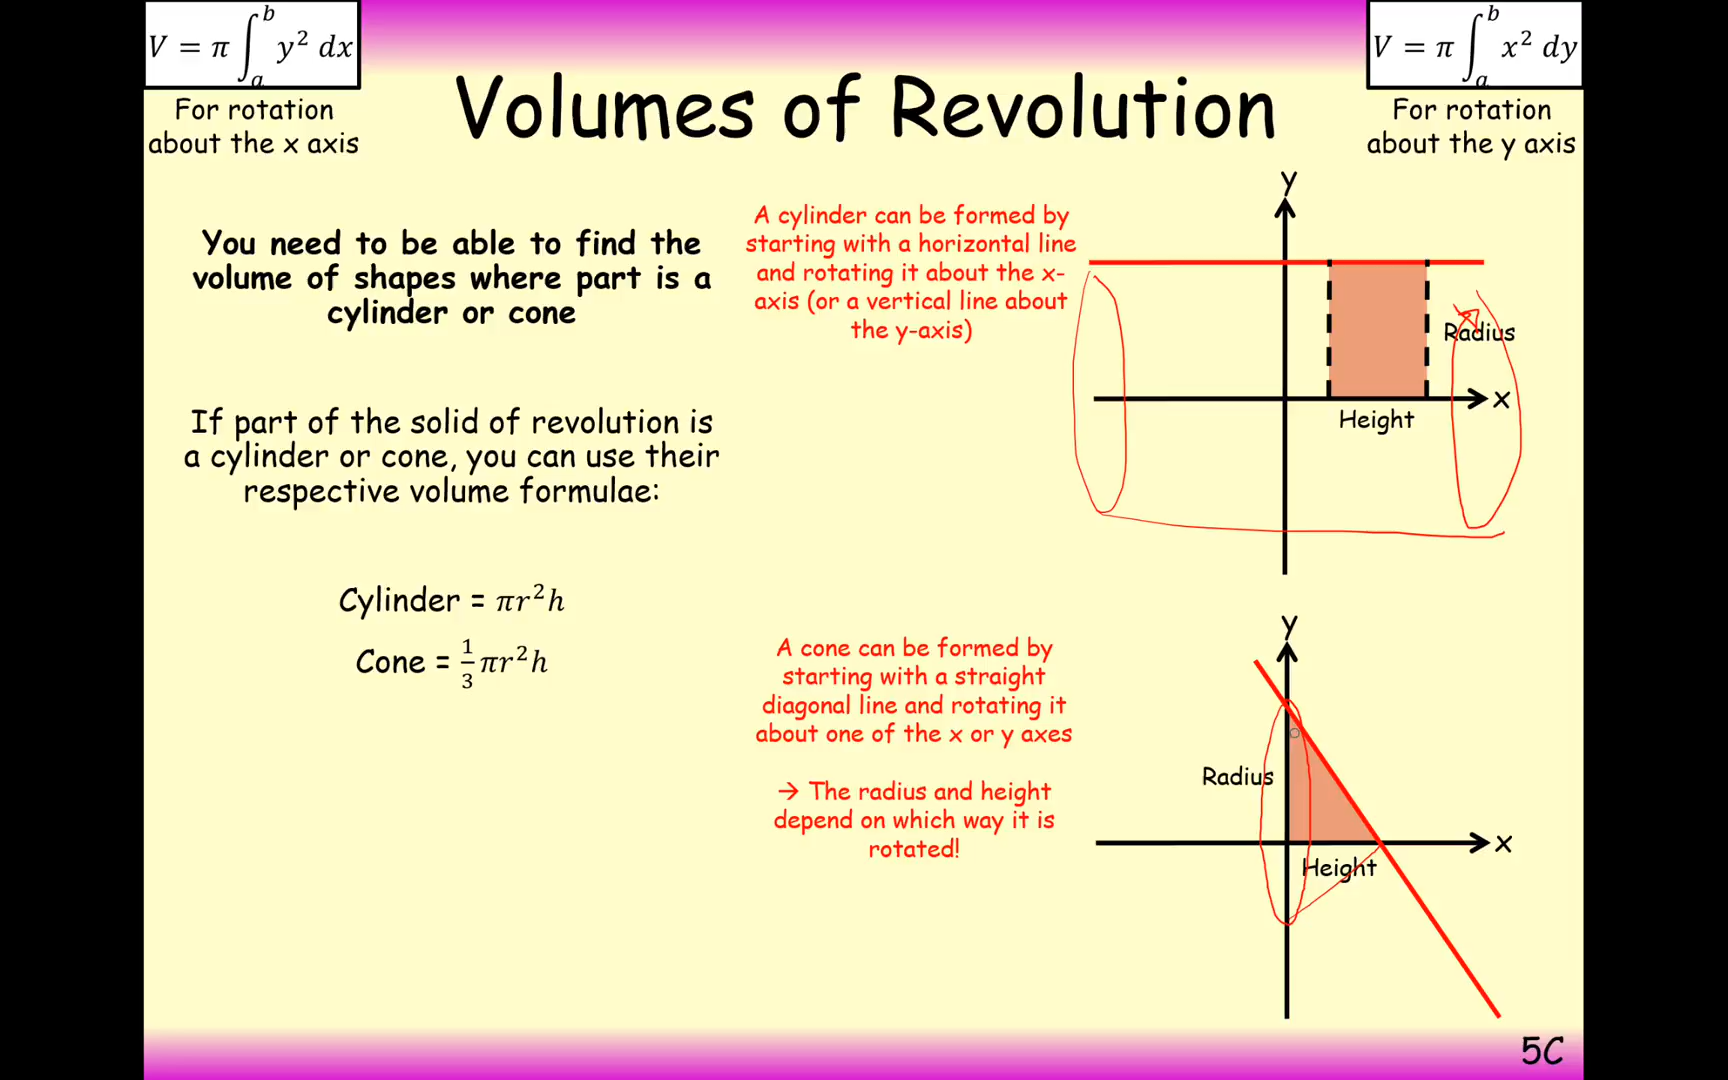 V = π ∫ₐᵇ y² dx
For rotation
about the x axis
Volumes of Revolution
V = π ∫ₐᵇ x² dy
For rotation
about the y axis
You need to be able to find the
volume of shapes where part is a
cylinder or cone
If part of the solid of revolution is
a cylinder or cone, you can use their
respective volume formulae:
Cylinder = πr²h
Cone = 1/3 πr²h
A cylinder can be formed by
starting with a horizontal line
and rotating it about the x-
axis (or a vertical line about
the y-axis)
y
Radius
x
Height
A cone can be formed by
starting with a straight
diagonal line and rotating it
about one of the x or y axes
→ The radius and height
depend on which way it is
rotated!
y
Radius
x
Height
5C